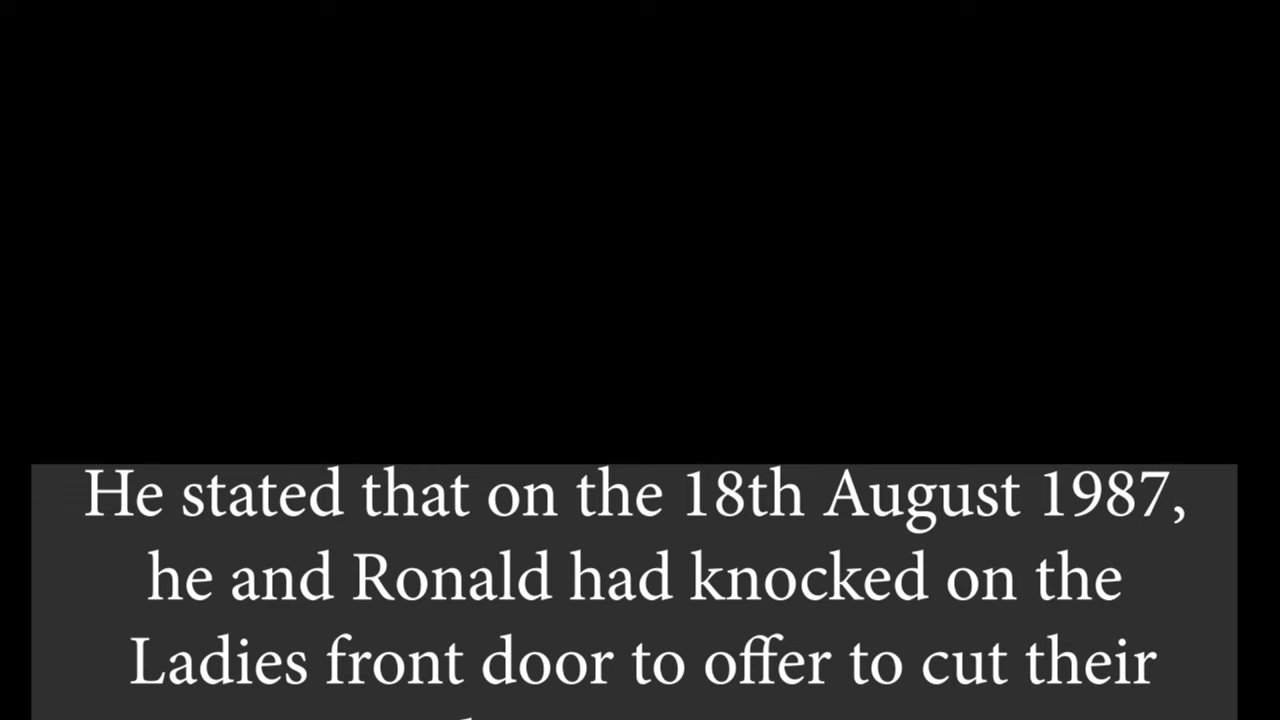 He stated that on the 18th August 1987,
he and Ronald had knocked on the
Ladies front door to offer to cut their